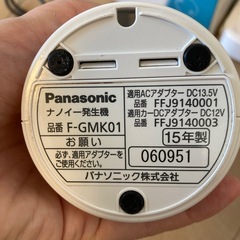 Panasonic
ナノイー発生機
品番 F-GMK01
お願い
必ず、適用アダプターを
ご使用ください。
適用ACアダプター DC13.5V
品番 FFJ9140001
適用カーDCアダプター DC12V
品番 FFJ9140003
15年製
060951
パナソニック株式会社